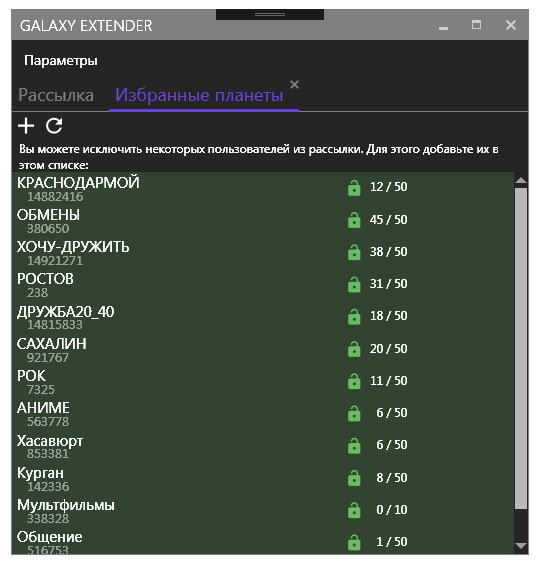 GALAXY EXTENDER
Параметры
Рассылка Избранные планеты
Вы можете исключить некоторых пользователей из рассылки. Для этого добавьте их в
этом списке:
КРАСНОДАРМОЙ 12 / 50
14882416
ОБМЕНЫ 45 / 50
380650
ХОЧУ-ДРУЖИТЬ 38 / 50
14921271
РОСТОВ 31 / 50
238
ДРУЖБА20_40 18 / 50
14815833
САХАЛИН 20 / 50
921767
РОК 11 / 50
7325
АНИМЕ 6 / 50
563778
Хасавюрт 6 / 50
853381
Курган 8 / 50
142336
Мультфильмы 0 / 10
338328
Общение 1 / 50
516753